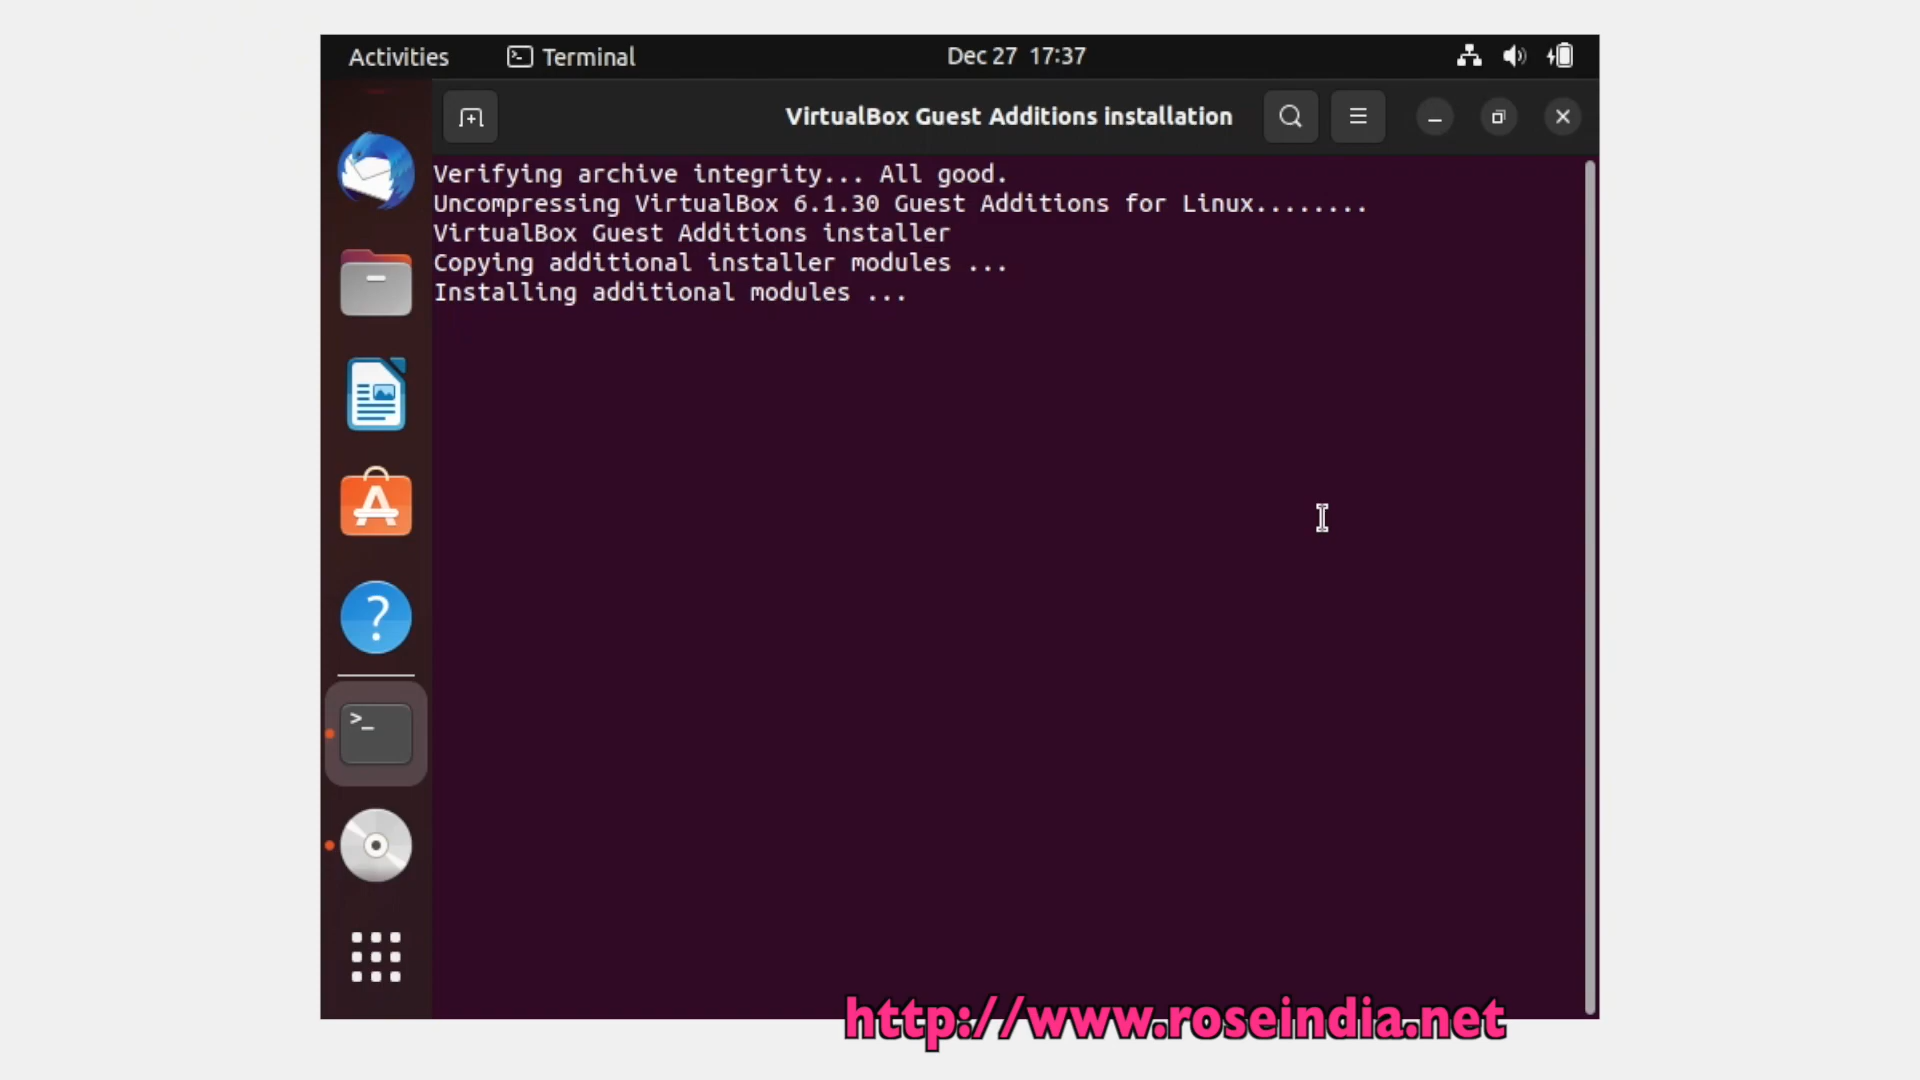 Activities Terminal Dec 27 17:37
VirtualBox Guest Additions installation
Verifying archive integrity... All good.
Uncompressing VirtualBox 6.1.30 Guest Additions for Linux........
VirtualBox Guest Additions installer
Copying additional installer modules ...
Installing additional modules ...
http://www.roseindia.net